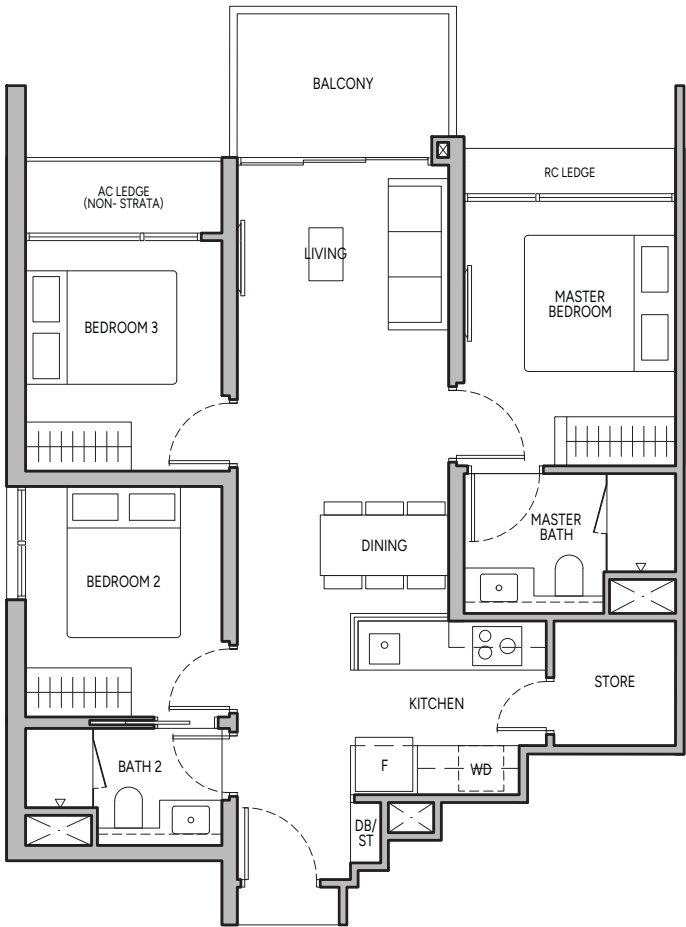 BALCONY
AC LEDGE
(NON- STRATA)
RC LEDGE
LIVING
MASTER
BEDROOM
BEDROOM 3
MASTER
BATH
DINING
BEDROOM 2
STORE
KITCHEN
BATH 2
F
WD
DB/
ST